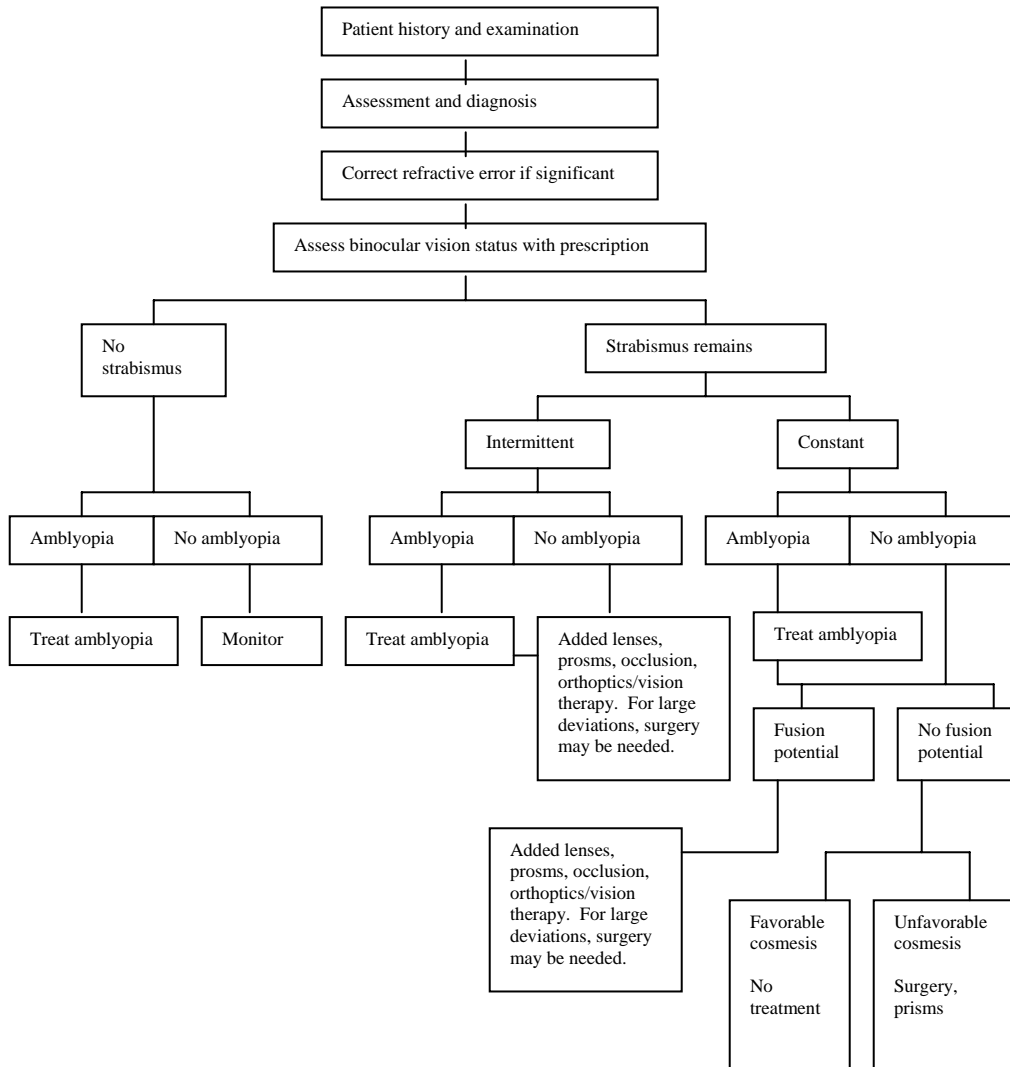 Patient history and examination
Assessment and diagnosis
Correct refractive error if significant
Assess binocular vision status with prescription
No
strabismus
Strabismus remains
Intermittent
Constant
Amblyopia
No amblyopia
Amblyopia
No amblyopia
Amblyopia
No amblyopia
Treat amblyopia
Monitor
Treat amblyopia
Added lenses,
prosms, occlusion,
orthoptics/vision
therapy.  For large
deviations, surgery
may be needed.
Treat amblyopia
Fusion
potential
No fusion
potential
Added lenses,
prosms, occlusion,
orthoptics/vision
therapy.  For large
deviations, surgery
may be needed.
Favorable
cosmesis
No
treatment
Unfavorable
cosmesis
Surgery,
prisms